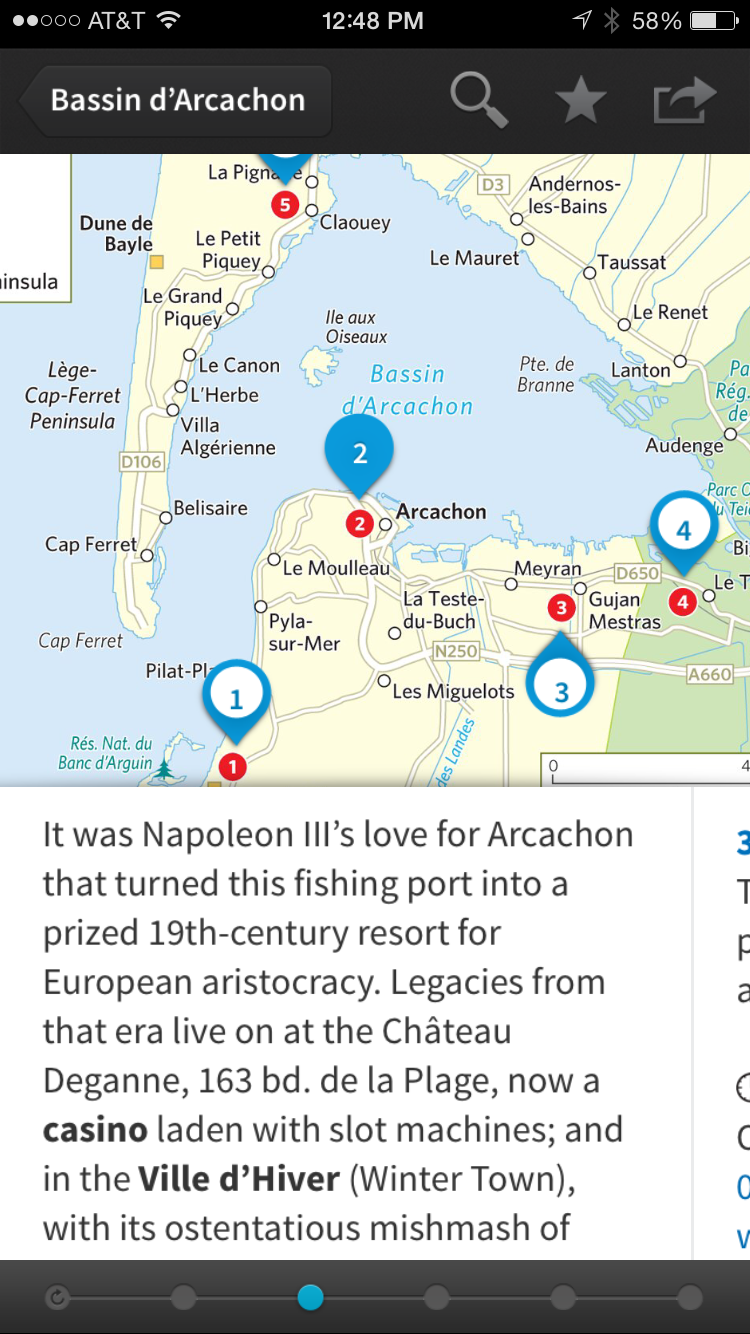 AT&T 12:48 PM 58%
Bassin d’Arcachon
La Pignale
5
D3
Andernos-
les-Bains
Dune de
Bayle
Claouey
Le Petit
Piquey
Le Mauret
Taussat
insula
Le Grand
Piquey
Ile aux
Oiseaux
Le Renet
Lège-
Cap-Ferret
Peninsula
Le Canon
L’Herbe
Villa
Algérienne
Bassin
d’Arcachon
Pte. de
Branne
Lanton
Pa
Rég.
de
Audenge
D106
2
Belisaire
2
Arcachon
Parc O
du Teic
4
Bi
Cap Ferret
Le Moulleau
Meyran
D650
Le T
La Teste-
du-Buch
3
Gujan
Mestras
4
Pyla-
sur-Mer
Cap Ferret
N250
Pilat-Pl
A660
1
Les Miguelots
3
Rés. Nat. du
Banc d’Arguin
des Landes
1
0
4
It was Napoleon III’s love for Arcachon
that turned this fishing port into a
prized 19th-century resort for
European aristocracy. Legacies from
that era live on at the Château
Deganne, 163 bd. de la Plage, now a
casino laden with slot machines; and
in the Ville d’Hiver (Winter Town),
with its ostentatious mishmash of
3
T
p
a
0
w